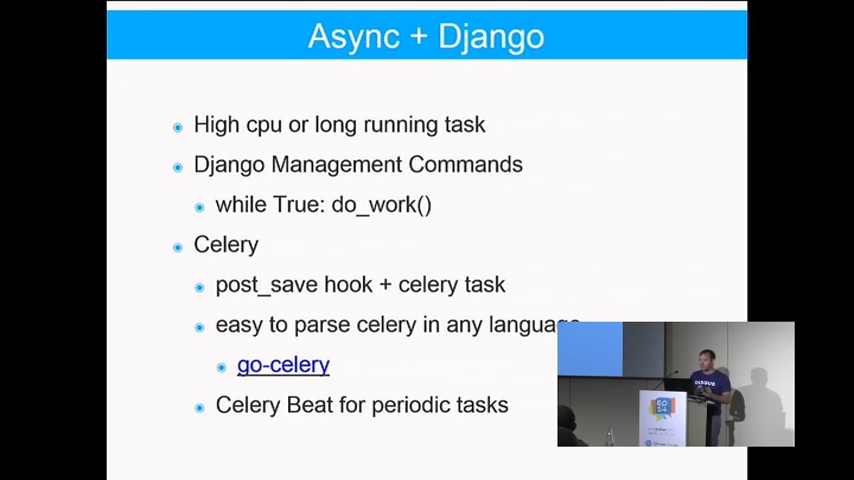 Async + Django
High cpu or long running task
Django Management Commands
while True: do_work()
Celery
post_save hook + celery task
easy to parse celery in any language
go-celery
Celery Beat for periodic tasks
DISQUS